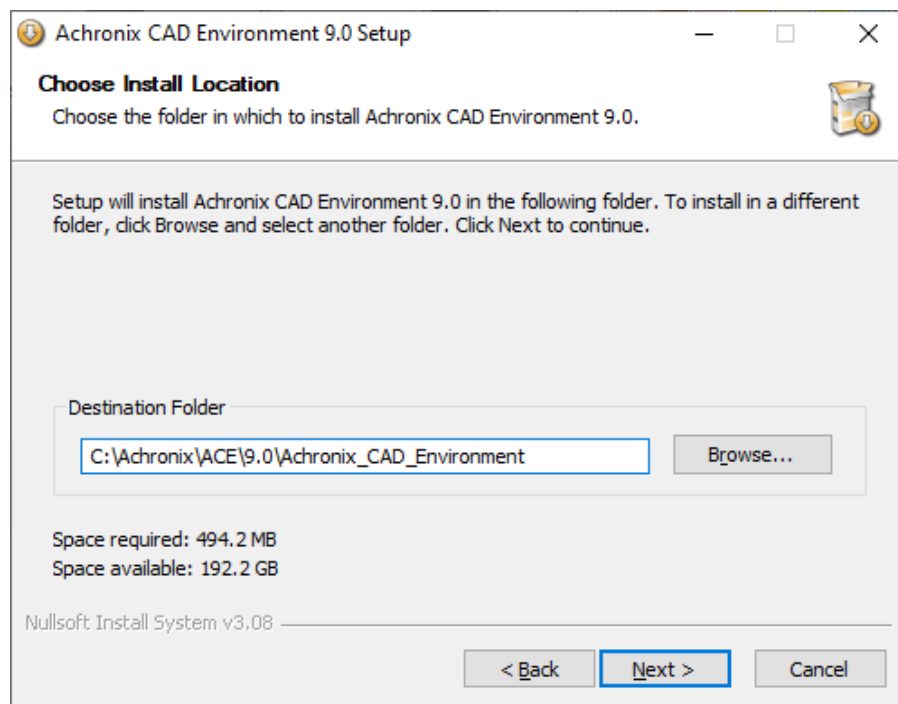 Achronix CAD Environment 9.0 Setup
Choose Install Location
Choose the folder in which to install Achronix CAD Environment 9.0.
Setup will install Achronix CAD Environment 9.0 in the following folder. To install in a different
folder, click Browse and select another folder. Click Next to continue.
Destination Folder
C:\Achronix\ACE\9.0\Achronix_CAD_Environment
Browse...
Space required: 494.2 MB
Space available: 192.2 GB
Nullsoft Install System v3.08
< Back
Next >
Cancel